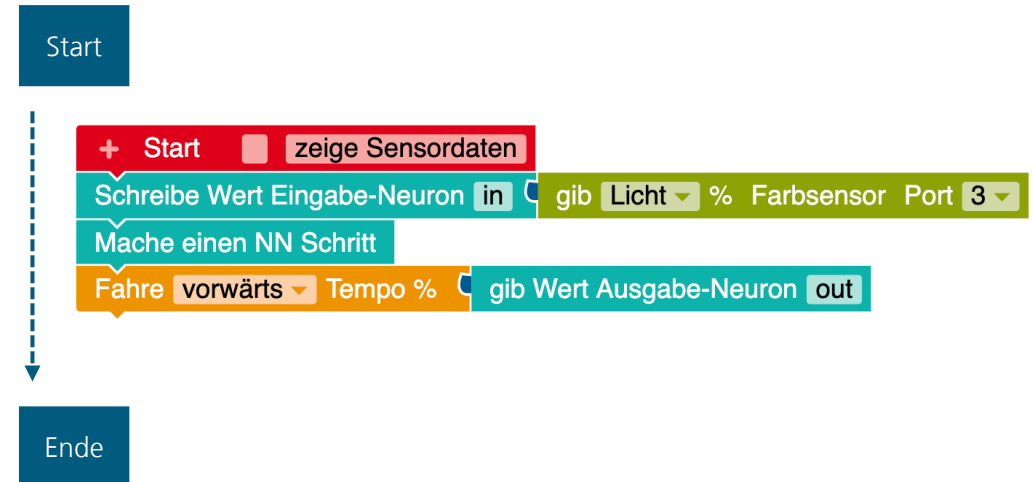 Start
+ Start zeige Sensordaten
Schreibe Wert Eingabe-Neuron in gib Licht % Farbsensor Port 3
Mache einen NN Schritt
Fahre vorwärts Tempo % gib Wert Ausgabe-Neuron out
Ende